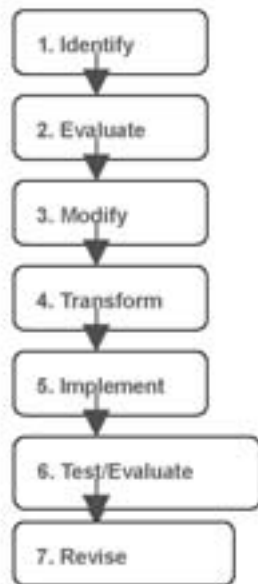 1. Identify
2. Evaluate
3. Modify
4. Transform
5. Implement
6. Test/Evaluate
7. Revise